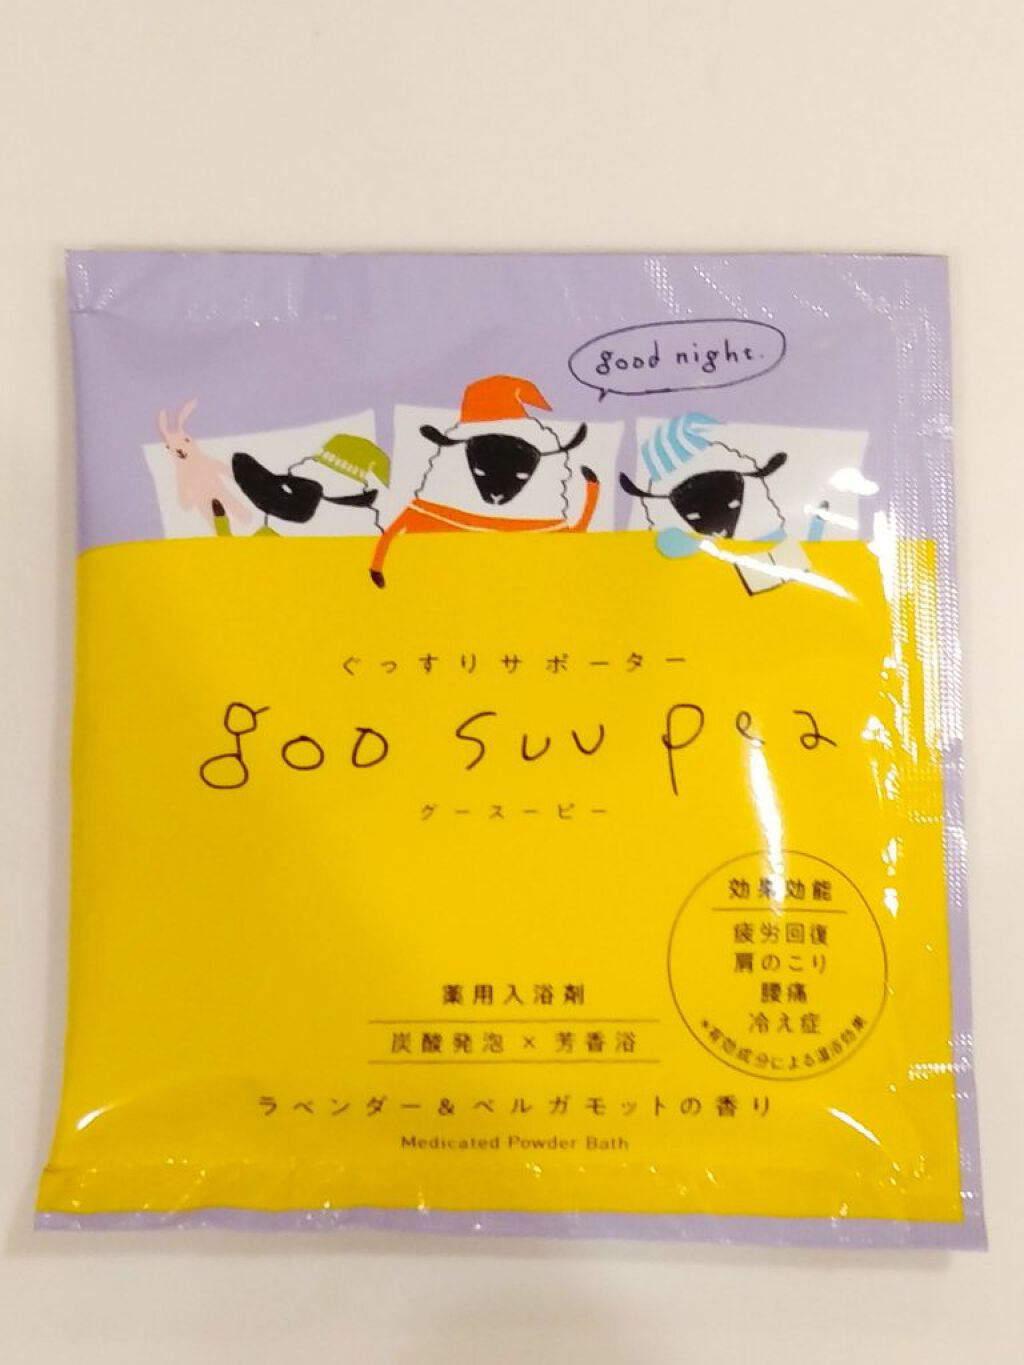 good night.
ぐっすりサポーター
goo suu pea
グースーピー
効果効能
疲労回復
肩のこり
腰痛
冷え症
※有効成分による温浴効果
薬用入浴剤
炭酸発泡 × 芳香浴
ラベンダー&ベルガモットの香り
Medicated Powder Bath